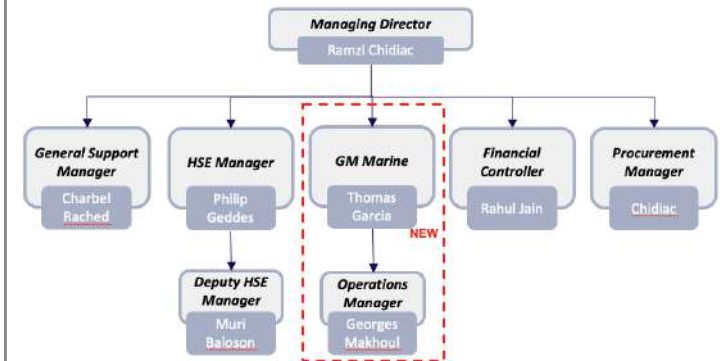 Managing Director
Ramzi Chidiac
General Support
Manager
Charbel
Rached
HSE Manager
Philip
Geddes
GM Marine
Thomas
Garcia
NEW
Financial
Controller
Rahul Jain
Procurement
Manager
Chidiac
Deputy HSE
Manager
Muri
Baloson
Operations
Manager
Georges
Makhoul